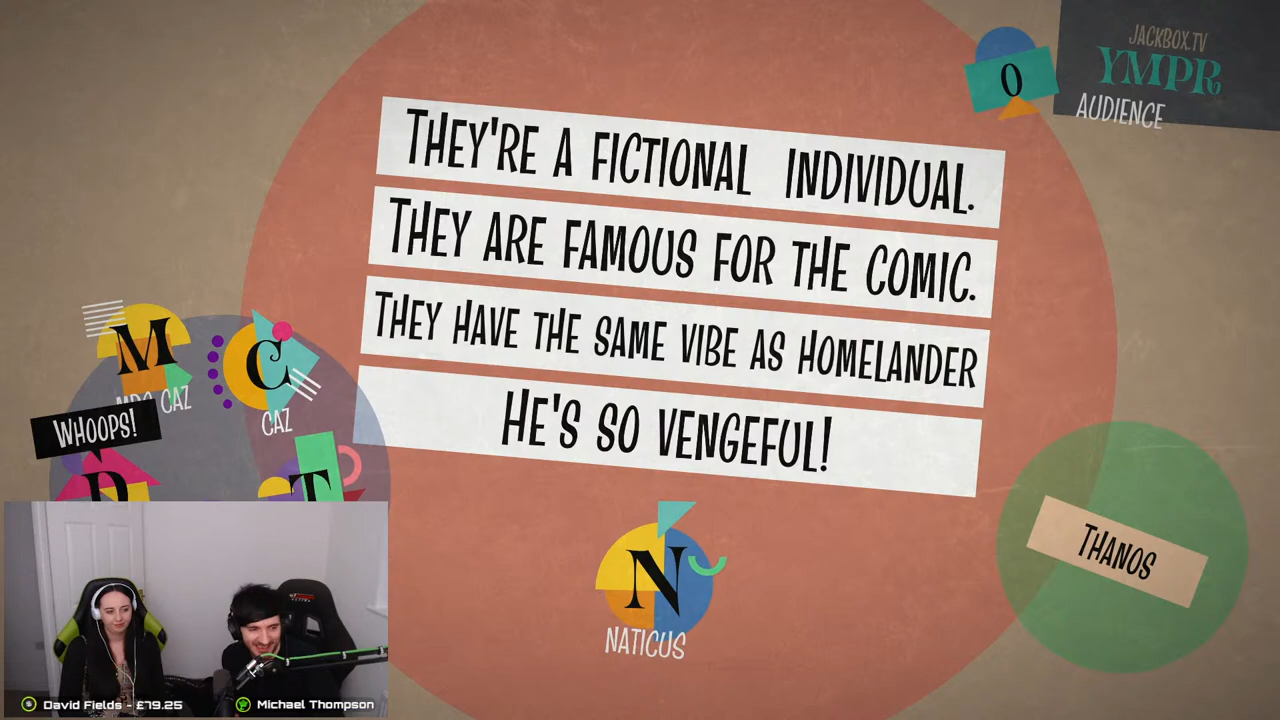 JACKBOX.TV
YMPR
0
AUDIENCE
THEY'RE A FICTIONAL INDIVIDUAL.
THEY ARE FAMOUS FOR THE COMIC.
THEY HAVE THE SAME VIBE AS HOMELANDER
HE'S SO VENGEFUL!
M
CAZ
C
CAZ
WHOOPS!
D
T
N
NATICUS
THANOS
David Fields - £79.25
Michael Thompson